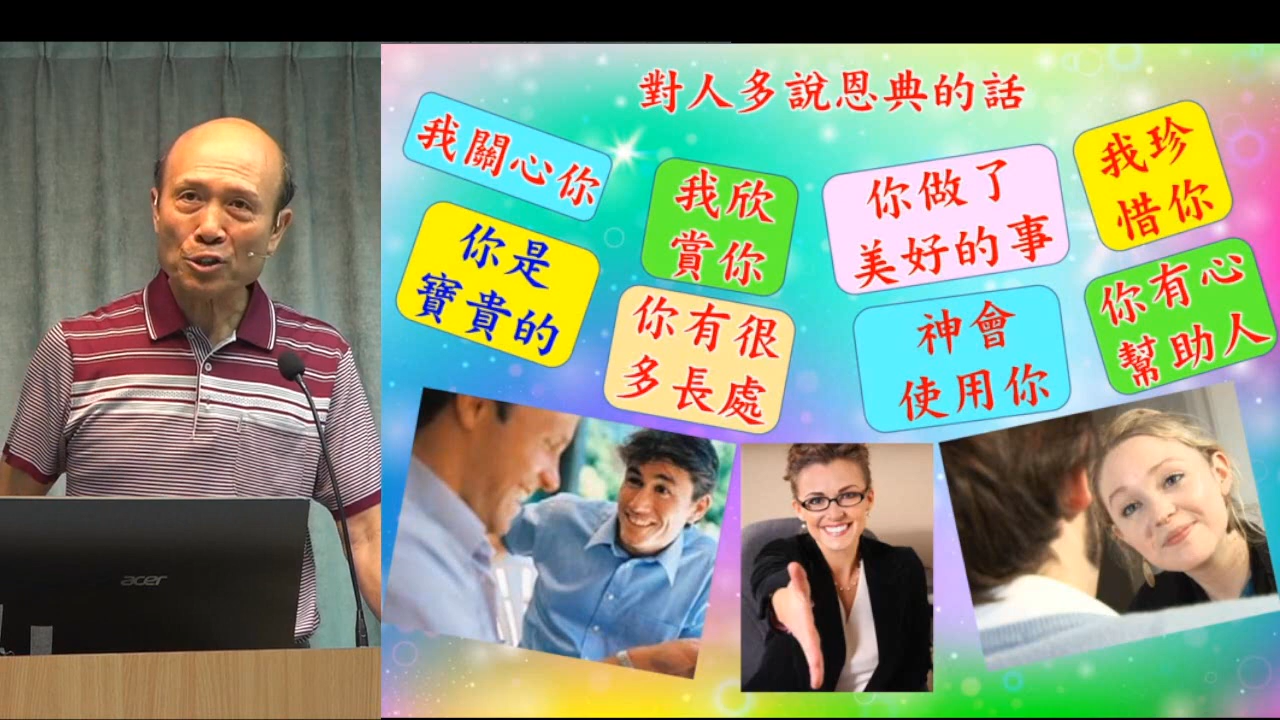 對人多說恩典的話
我關心你
我欣
賞你
你做了
美好的事
我珍
惜你
你是
寶貴的
你有很
多長處
神會
使用你
你有心
幫助人
acer